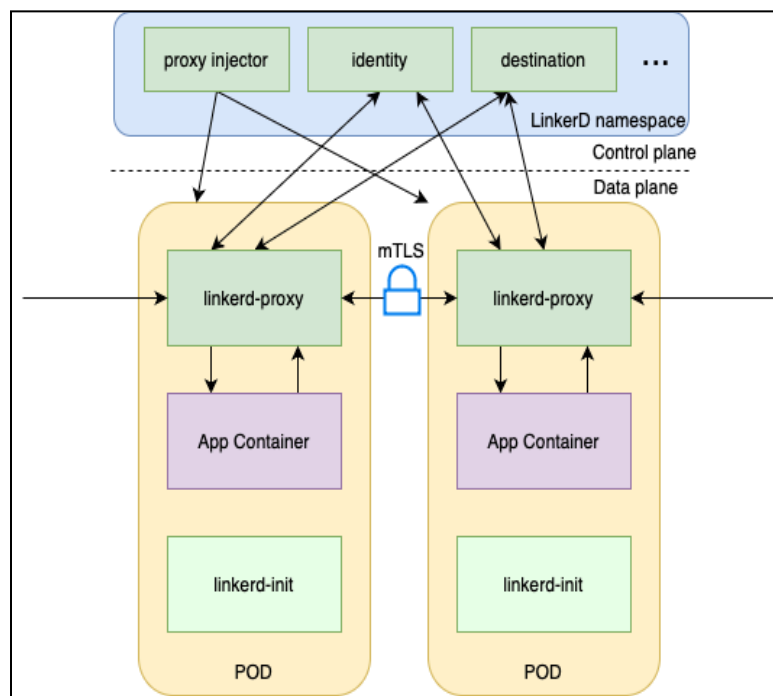 proxy injector
identity
destination
...
LinkerD namespace
Control plane
Data plane
mTLS
linkerd-proxy
linkerd-proxy
App Container
App Container
linkerd-init
linkerd-init
POD
POD